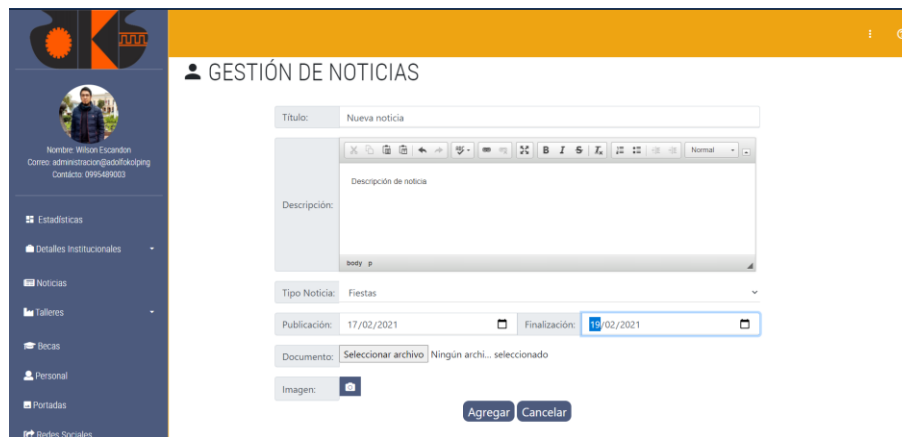 GESTIÓN DE NOTICIAS
Nombre: Wilson Escandon
Correo: administracion@adolfokolping
Contácto: 0995489003
Estadísticas
Detalles Institucionales
Noticias
Talleres
Becas
Personal
Portadas
Redes Sociales
Título: Nueva noticia
Normal
Descripción: Descripción de noticia
body p
Tipo Noticia: Fiestas
Publicación: 17/02/2021 Finalización: 19/02/2021
Documento: Seleccionar archivo Ningún archi... seleccionado
Imagen:
Agregar Cancelar